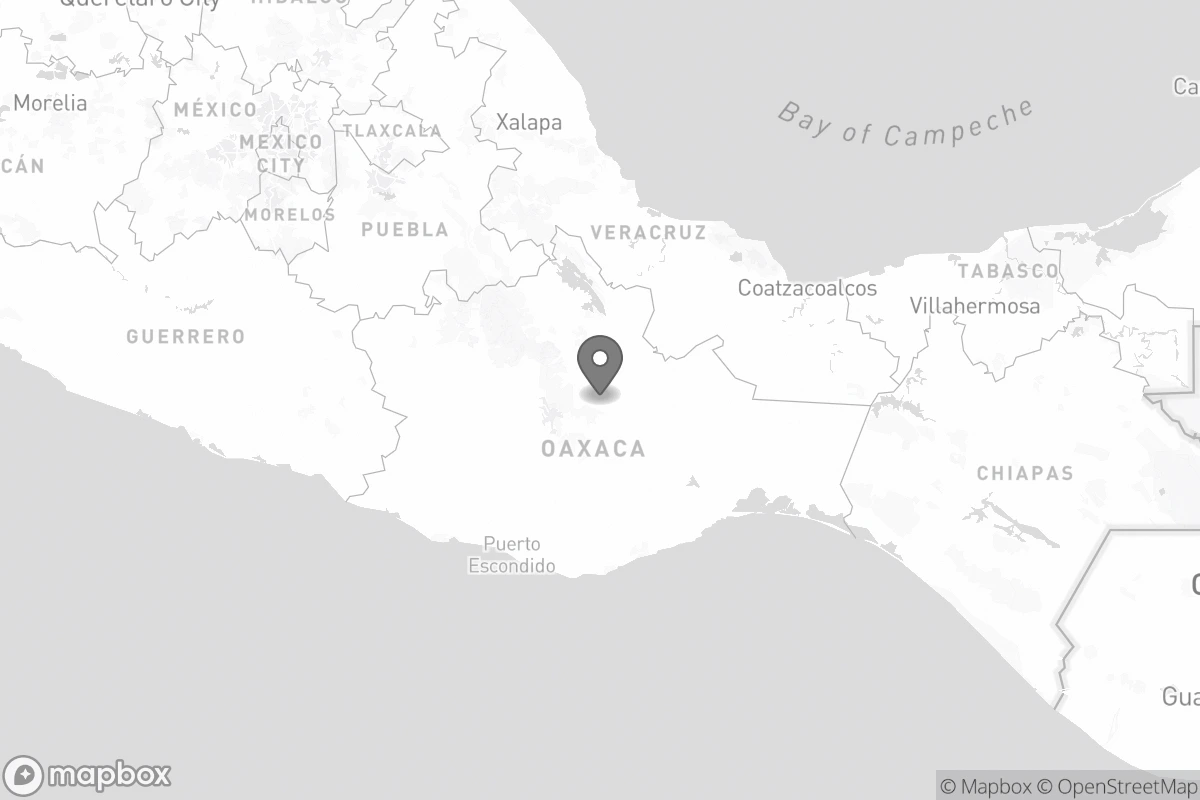 Querétaro City
HIDALGO
Morelia
MÉXICO
MEXICO
CITY
TLAXCALA
Xalapa
Bay of Campeche
Ca
CÁN
MORELOS
PUEBLA
VERACRUZ
TABASCO
Coatzacoalcos
Villahermosa
GUERRERO
OAXACA
CHIAPAS
Puerto
Escondido
Gua
mapbox
© Mapbox © OpenStreetMap